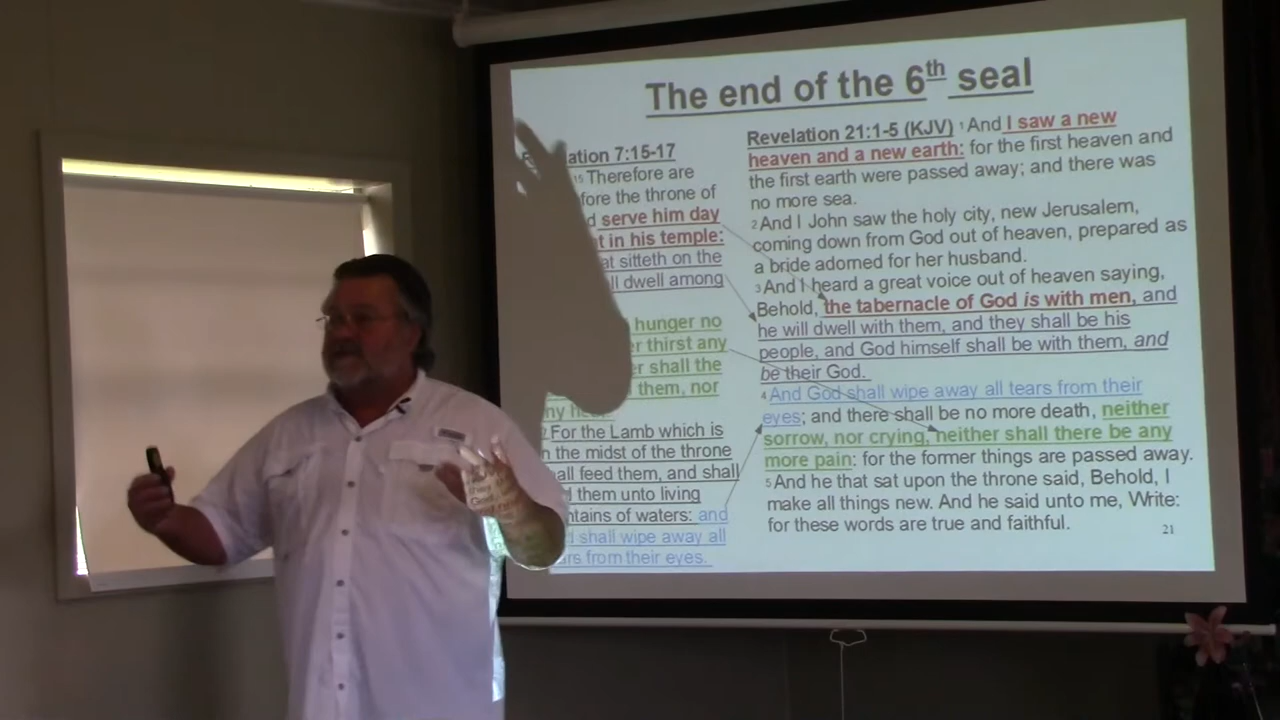 The end of the 6th seal
ation 7:15-17
15 Therefore are
fore the throne of
d serve him day
t in his temple:
at sitteth on the
ll dwell among
hunger no
er thirst any
er shall the
them, nor
ny
For the Lamb which is
n the midst of the throne
all feed them, and shall
d them unto living
ntains of waters: and
d shall wipe away all
ars from their eyes.
Revelation 21:1-5 (KJV) 1 And I saw a new
heaven and a new earth: for the first heaven and
the first earth were passed away; and there was
no more sea.
2 And I John saw the holy city, new Jerusalem,
coming down from God out of heaven, prepared as
a bride adorned for her husband.
3 And I heard a great voice out of heaven saying,
Behold, the tabernacle of God is with men, and
he will dwell with them, and they shall be his
people, and God himself shall be with them, and
be their God.
4 And God shall wipe away all tears from their
eyes; and there shall be no more death, neither
sorrow, nor crying, neither shall there be any
more pain: for the former things are passed away.
5 And he that sat upon the throne said, Behold, I
make all things new. And he said unto me, Write:
for these words are true and faithful.
21